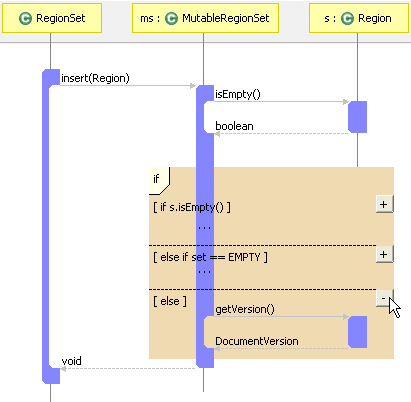 C RegionSet
ms : C MutableRegionSet
s : C Region
insert(Region)
isEmpty()
boolean
if
[ if s.isEmpty() ]
+
...
[ else if set == EMPTY ]
+
...
[ else ]
-
getVersion()
DocumentVersion
void